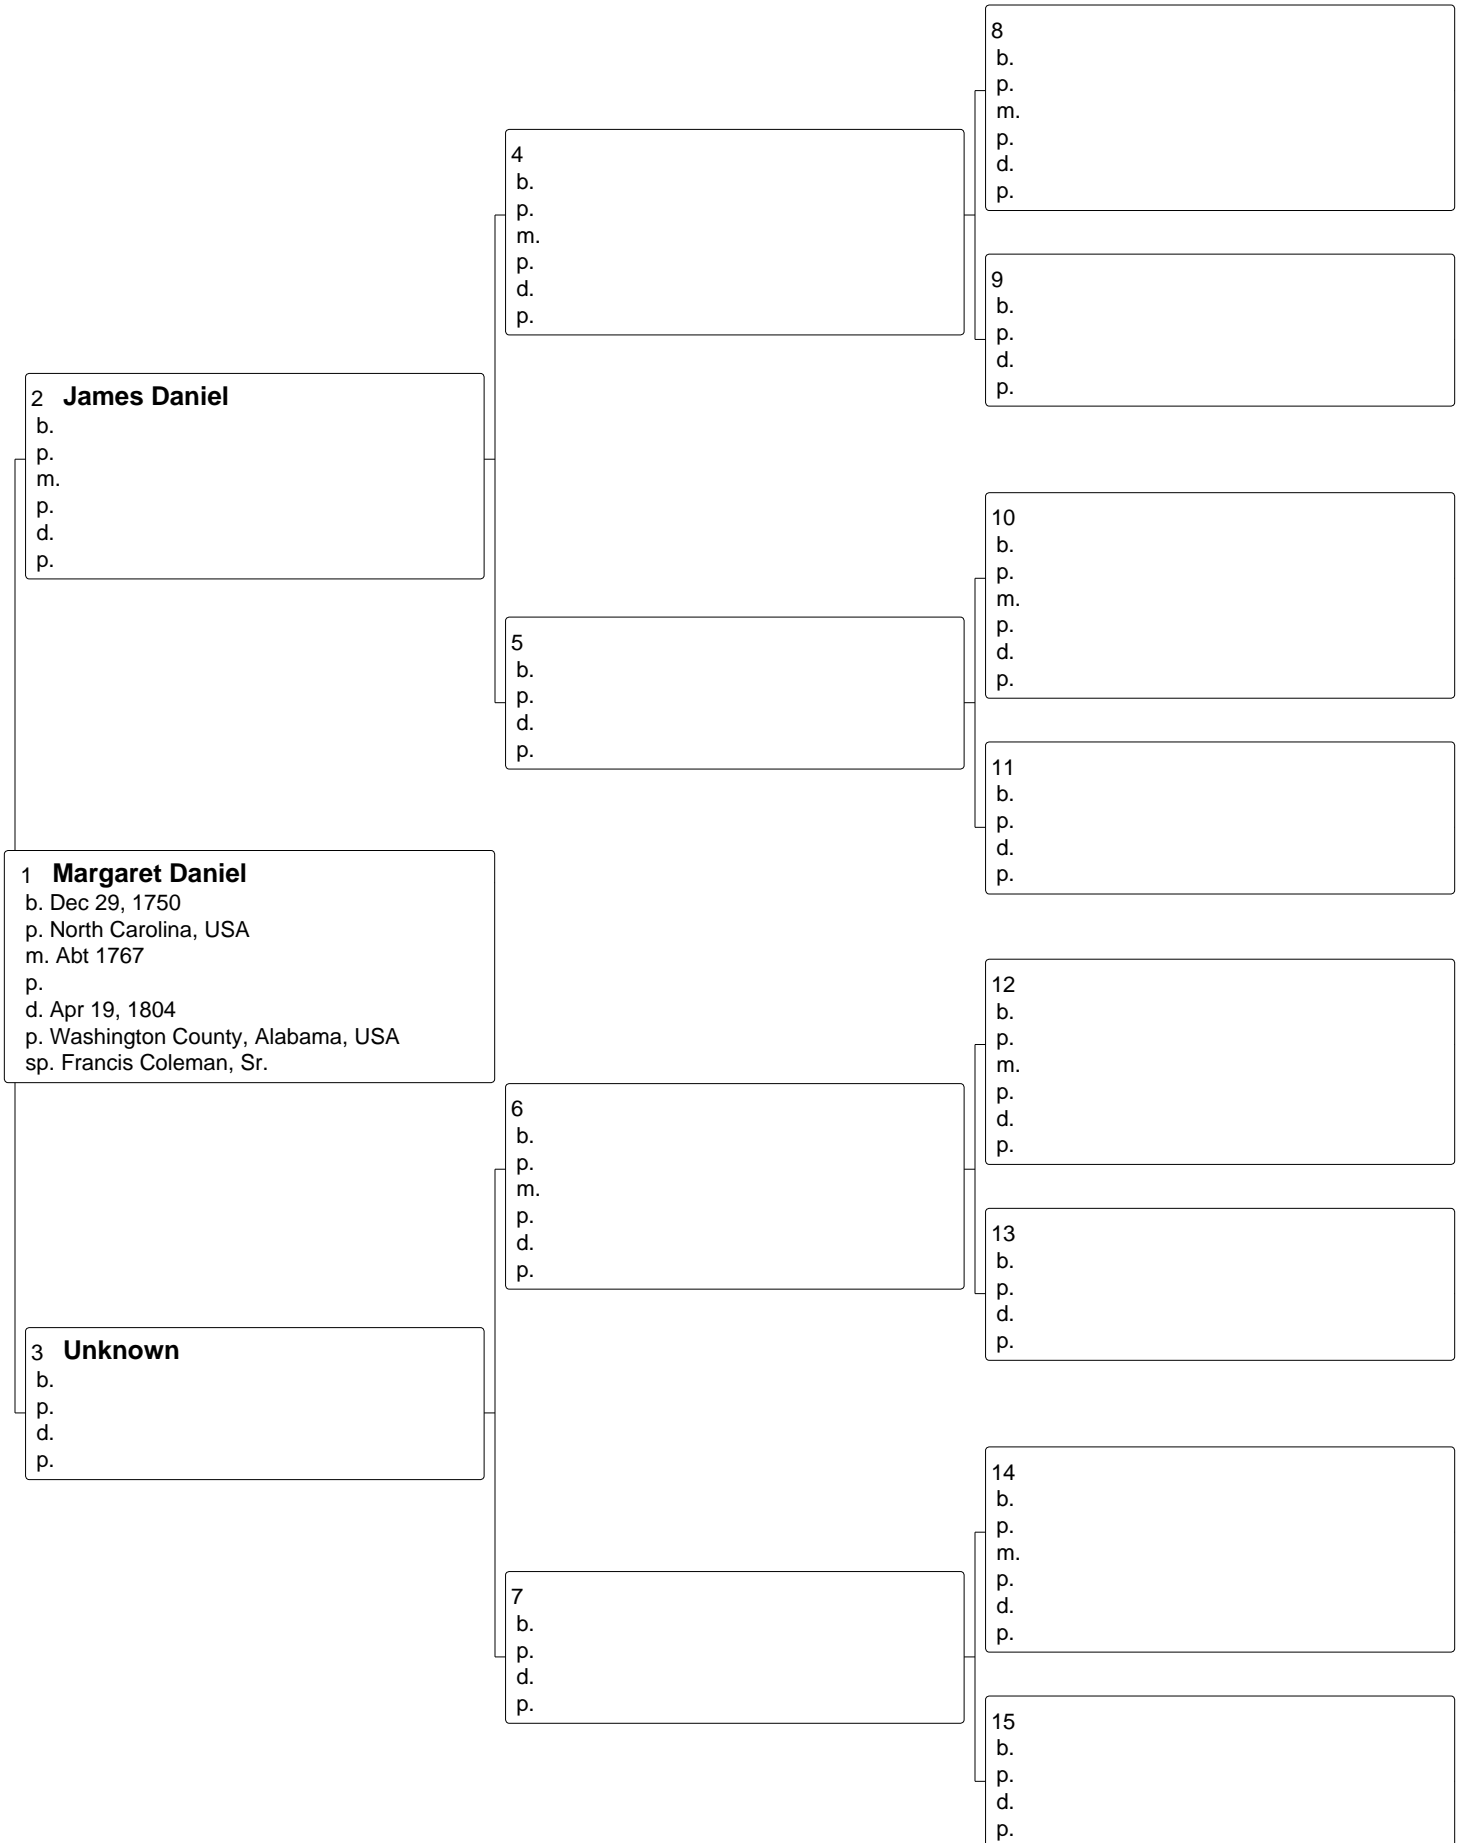 8
b.
p.
m.
p.
d.
p.
4
b.
p.
m.
p.
d.
p.
9
b.
p.
d.
p.
2 James Daniel
b.
p.
m.
p.
d.
p.
10
b.
p.
m.
p.
d.
p.
5
b.
p.
d.
p.
11
b.
p.
d.
p.
1 Margaret Daniel
b. Dec 29, 1750
p. North Carolina, USA
m. Abt 1767
p.
d. Apr 19, 1804
p. Washington County, Alabama, USA
sp. Francis Coleman, Sr.
12
b.
p.
m.
p.
d.
p.
6
b.
p.
m.
p.
d.
p.
13
b.
p.
d.
p.
3 Unknown
b.
p.
d.
p.
14
b.
p.
m.
p.
d.
p.
7
b.
p.
d.
p.
15
b.
p.
d.
p.